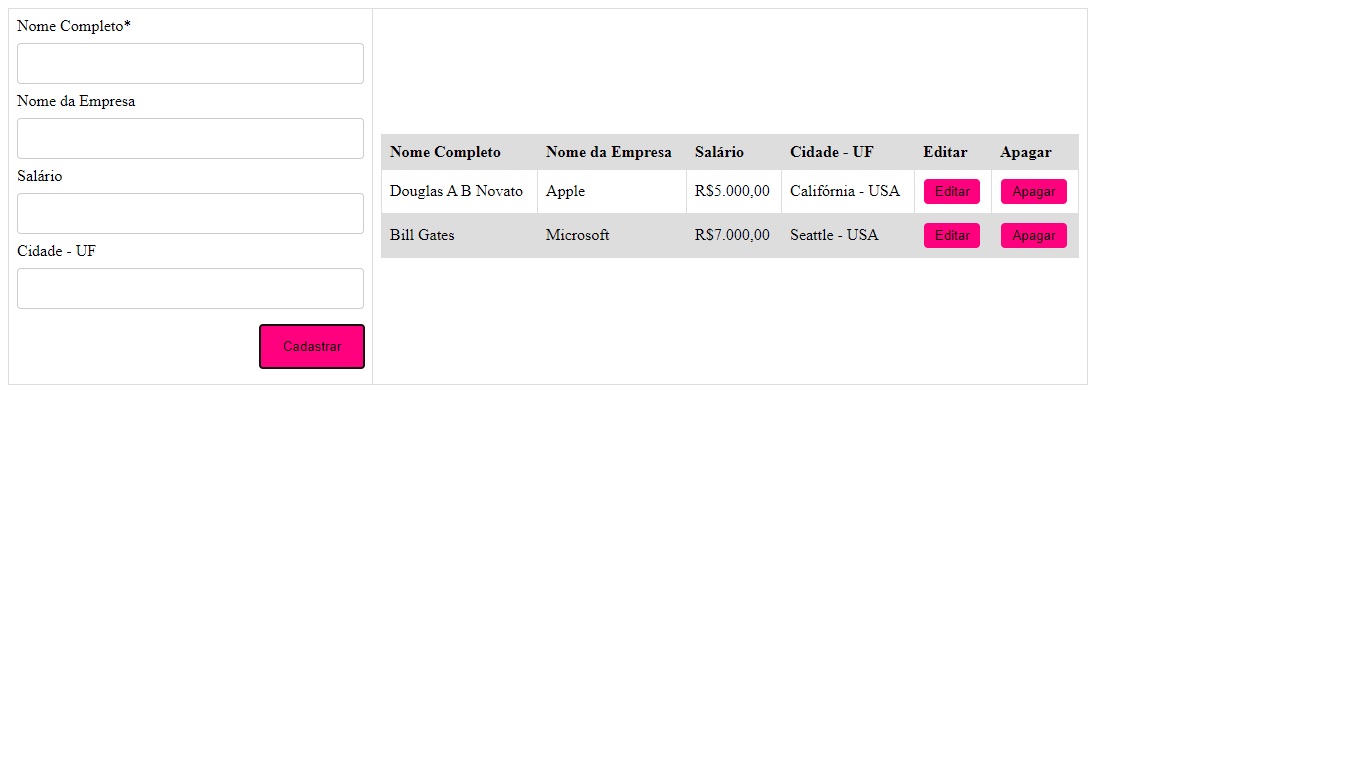 Nome Completo*
Nome da Empresa
Salário
Cidade - UF
Cadastrar
Nome Completo Nome da Empresa Salário Cidade - UF Editar Apagar
Douglas A B Novato Apple R$5.000,00 Califórnia - USA Editar Apagar
Bill Gates Microsoft R$7.000,00 Seattle - USA Editar Apagar